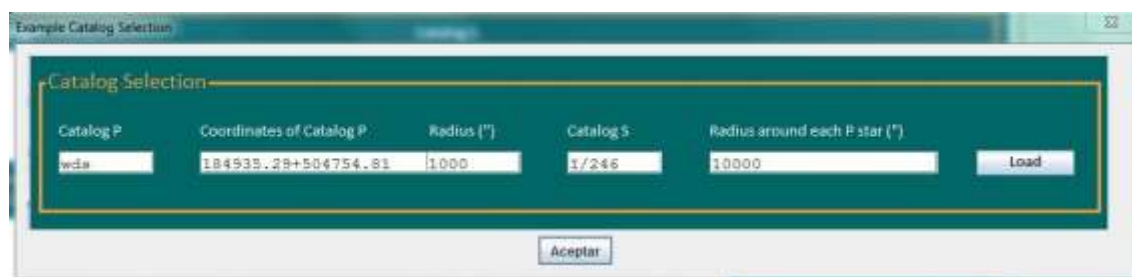 Example Catalog Selection
Catalog Selection
Catalog P Coordinates of Catalog P Radius (") Catalog S Radius around each P star (")
wds 184935.29+504754.81 1000 I/246 10000 Load
Aceptar